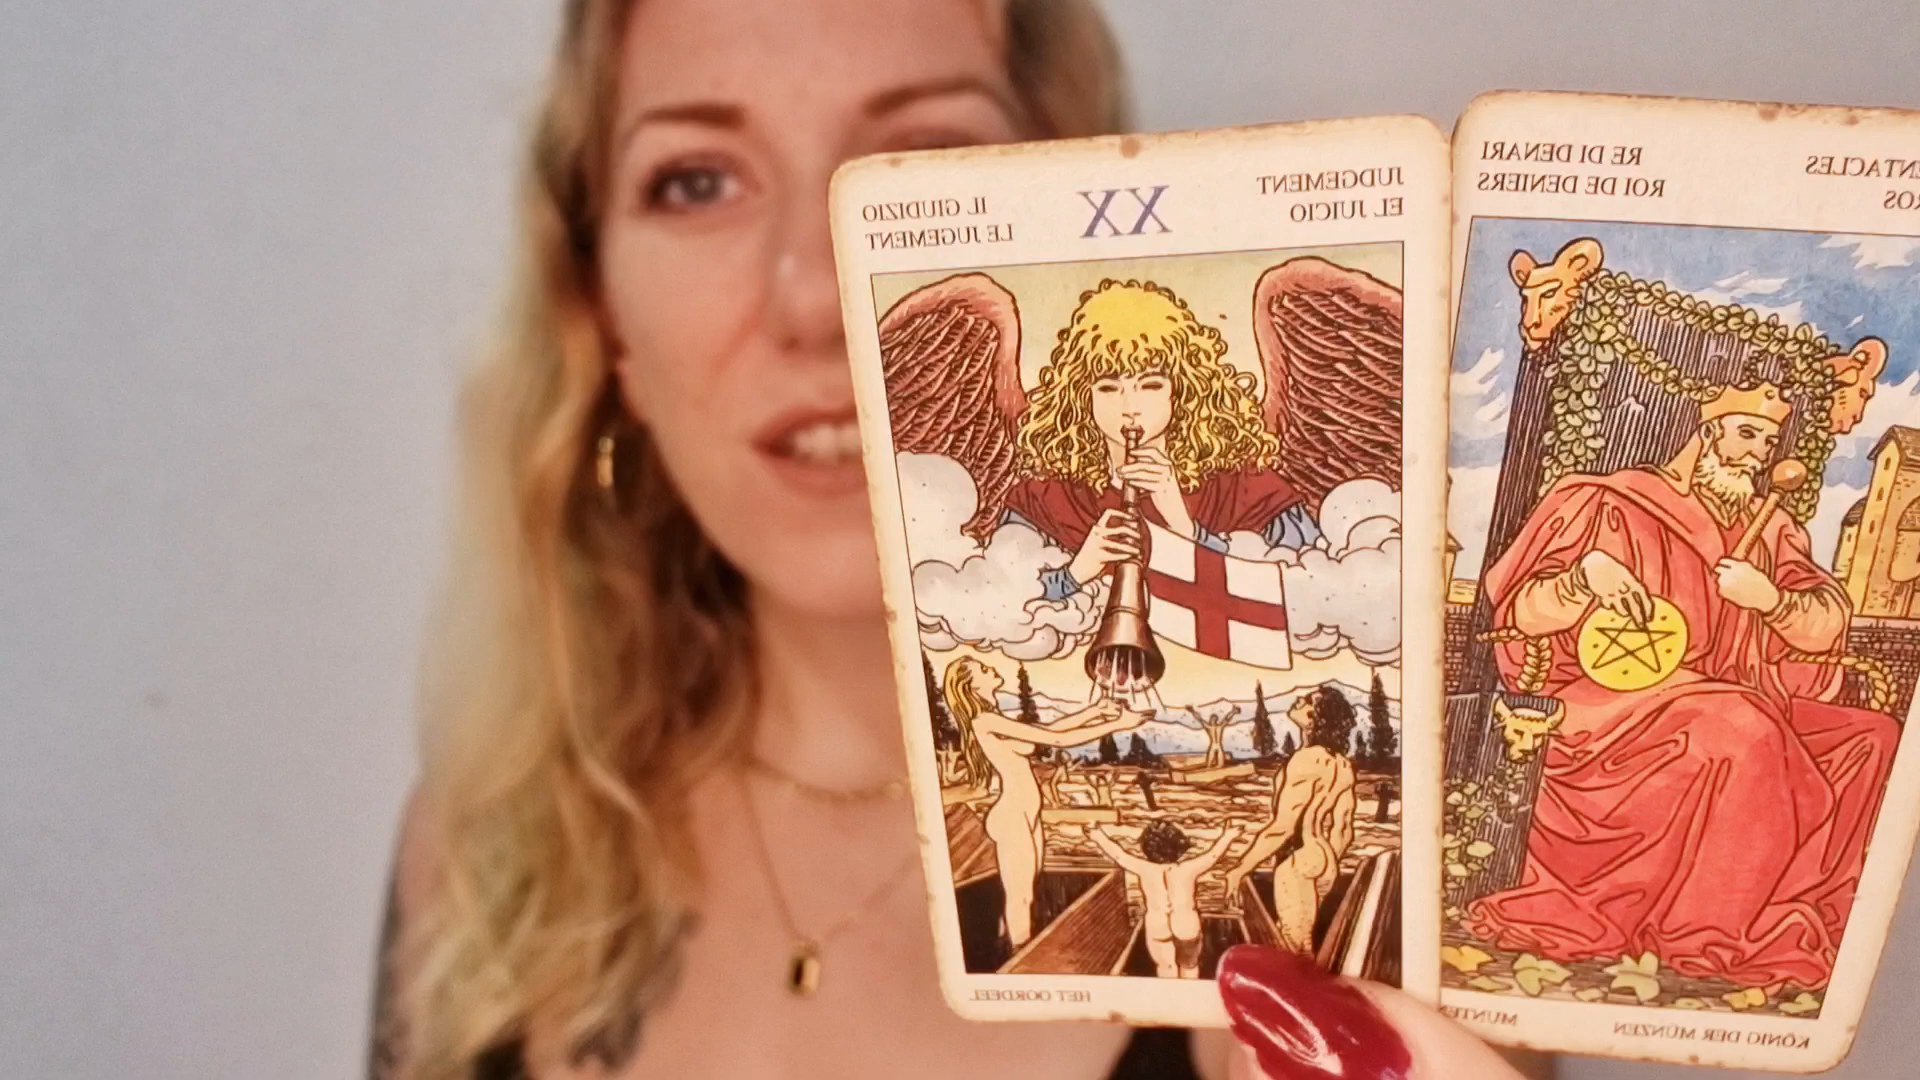 IL GIUDIZIO
LE JUGEMENT
XX
JUDGEMENT
EL JUICIO
HET OORDEEL
RE DI DENARI
ROI DE DENIERS
KÖNIG DER MÜNZEN